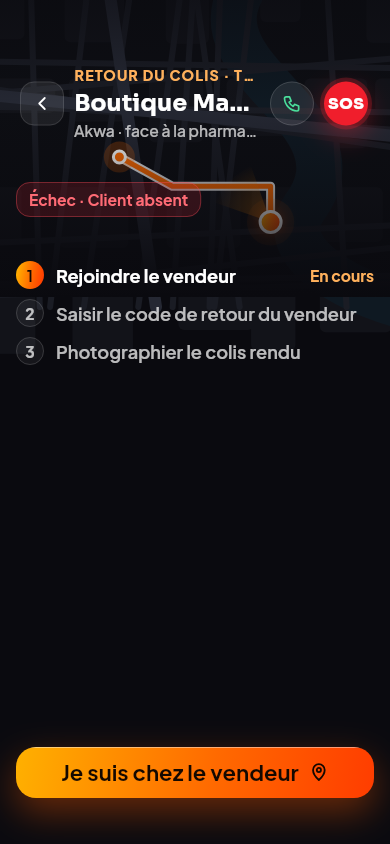 RETOUR DU COLIS · T…
Boutique Ma…
SOS
Akwa · face à la pharma…
Échec · Client absent
1 Rejoindre le vendeur En cours
2 Saisir le code de retour du vendeur
3 Photographier le colis rendu
Je suis chez le vendeur